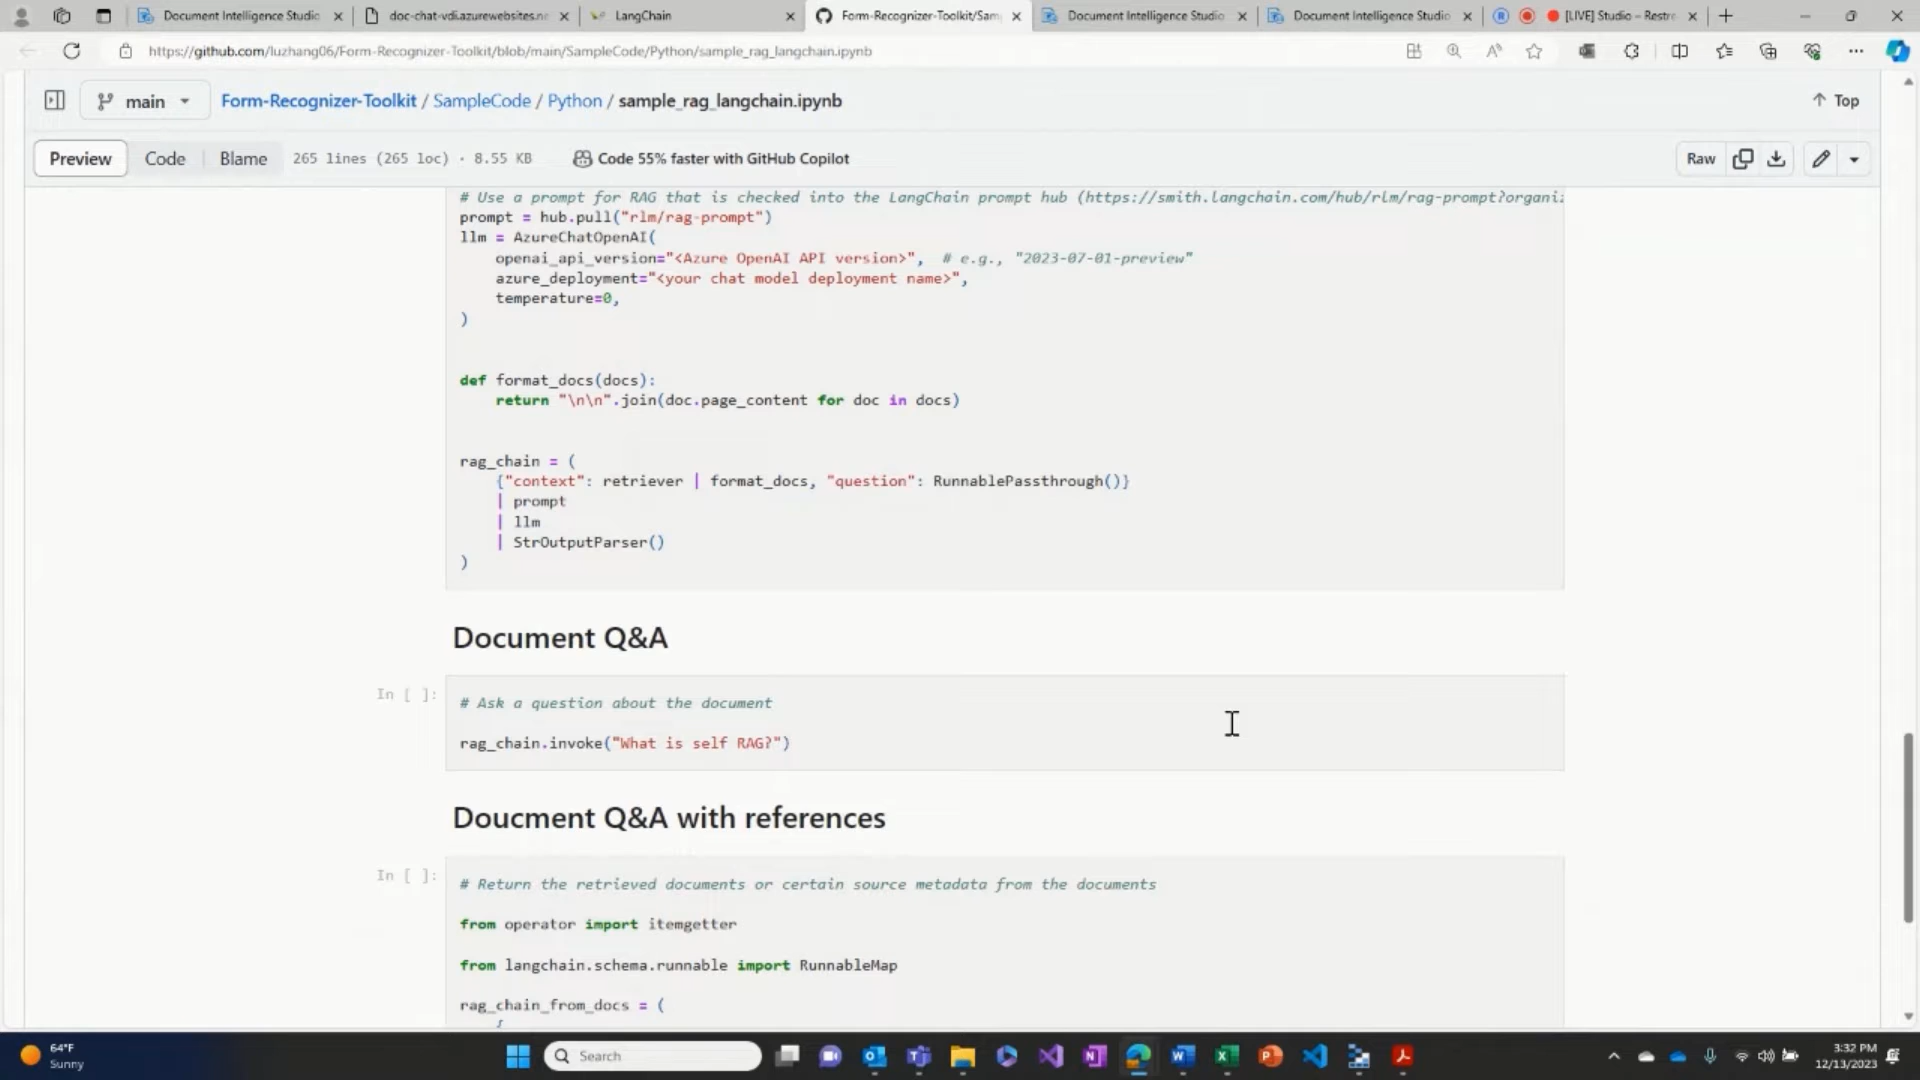 Document Intelligence Studio
doc-chat-vdi.azurewebsites.ne
LangChain
Form-Recognizer-Toolkit/Sam
Document Intelligence Studio
Document Intelligence Studio
[LIVE] Studio – Restre
https://github.com/luzhang06/Form-Recognizer-Toolkit/blob/main/SampleCode/Python/sample_rag_langchain.ipynb
main
Form-Recognizer-Toolkit / SampleCode / Python / sample_rag_langchain.ipynb
Top
Preview
Code
Blame
265 lines (265 loc) · 8.55 KB
Code 55% faster with GitHub Copilot
Raw
# Use a prompt for RAG that is checked into the LangChain prompt hub (https://smith.langchain.com/hub/rlm/rag-prompt?organi
prompt = hub.pull("rlm/rag-prompt")
llm = AzureChatOpenAI(
openai_api_version="<Azure OpenAI API version>", # e.g., "2023-07-01-preview"
azure_deployment="<your chat model deployment name>",
temperature=0,
)
def format_docs(docs):
return "\n\n".join(doc.page_content for doc in docs)
rag_chain = (
{"context": retriever | format_docs, "question": RunnablePassthrough()}
| prompt
| llm
| StrOutputParser()
)
Document Q&A
In [ ]:
# Ask a question about the document
rag_chain.invoke("What is self RAG?")
Doucment Q&A with references
In [ ]:
# Return the retrieved documents or certain source metadata from the documents
from operator import itemgetter
from langchain.schema.runnable import RunnableMap
rag_chain_from_docs = (
{
64°F
Sunny
Search
3:32 PM
12/13/2023